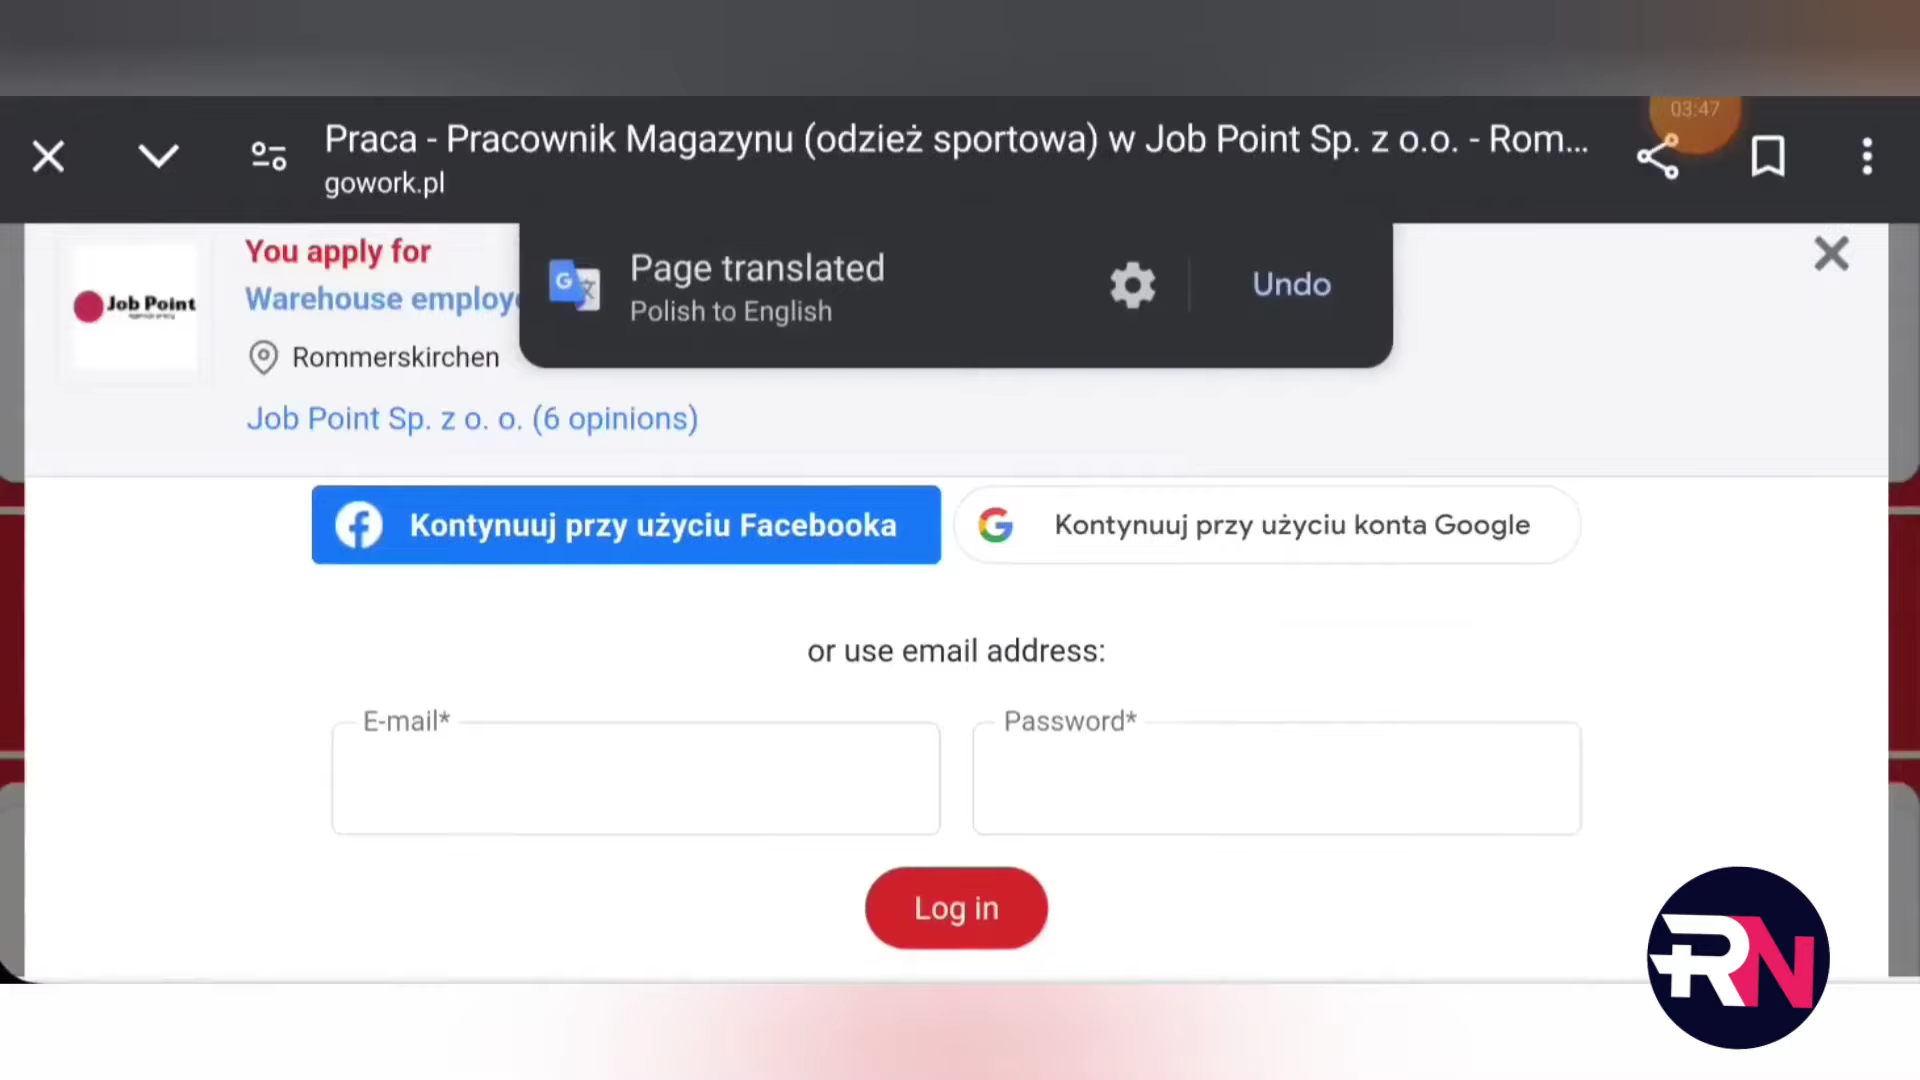 03:47
Praca - Pracownik Magazynu (odzież sportowa) w Job Point Sp. z o.o. - Rom...
gowork.pl
You apply for
Page translated
Undo
Job Point
Warehouse employe
Polish to English
Rommerskirchen
Job Point Sp. z o. o. (6 opinions)
Kontynuuj przy użyciu Facebooka
Kontynuuj przy użyciu konta Google
or use email address:
E-mail*
Password*
Log in
RN